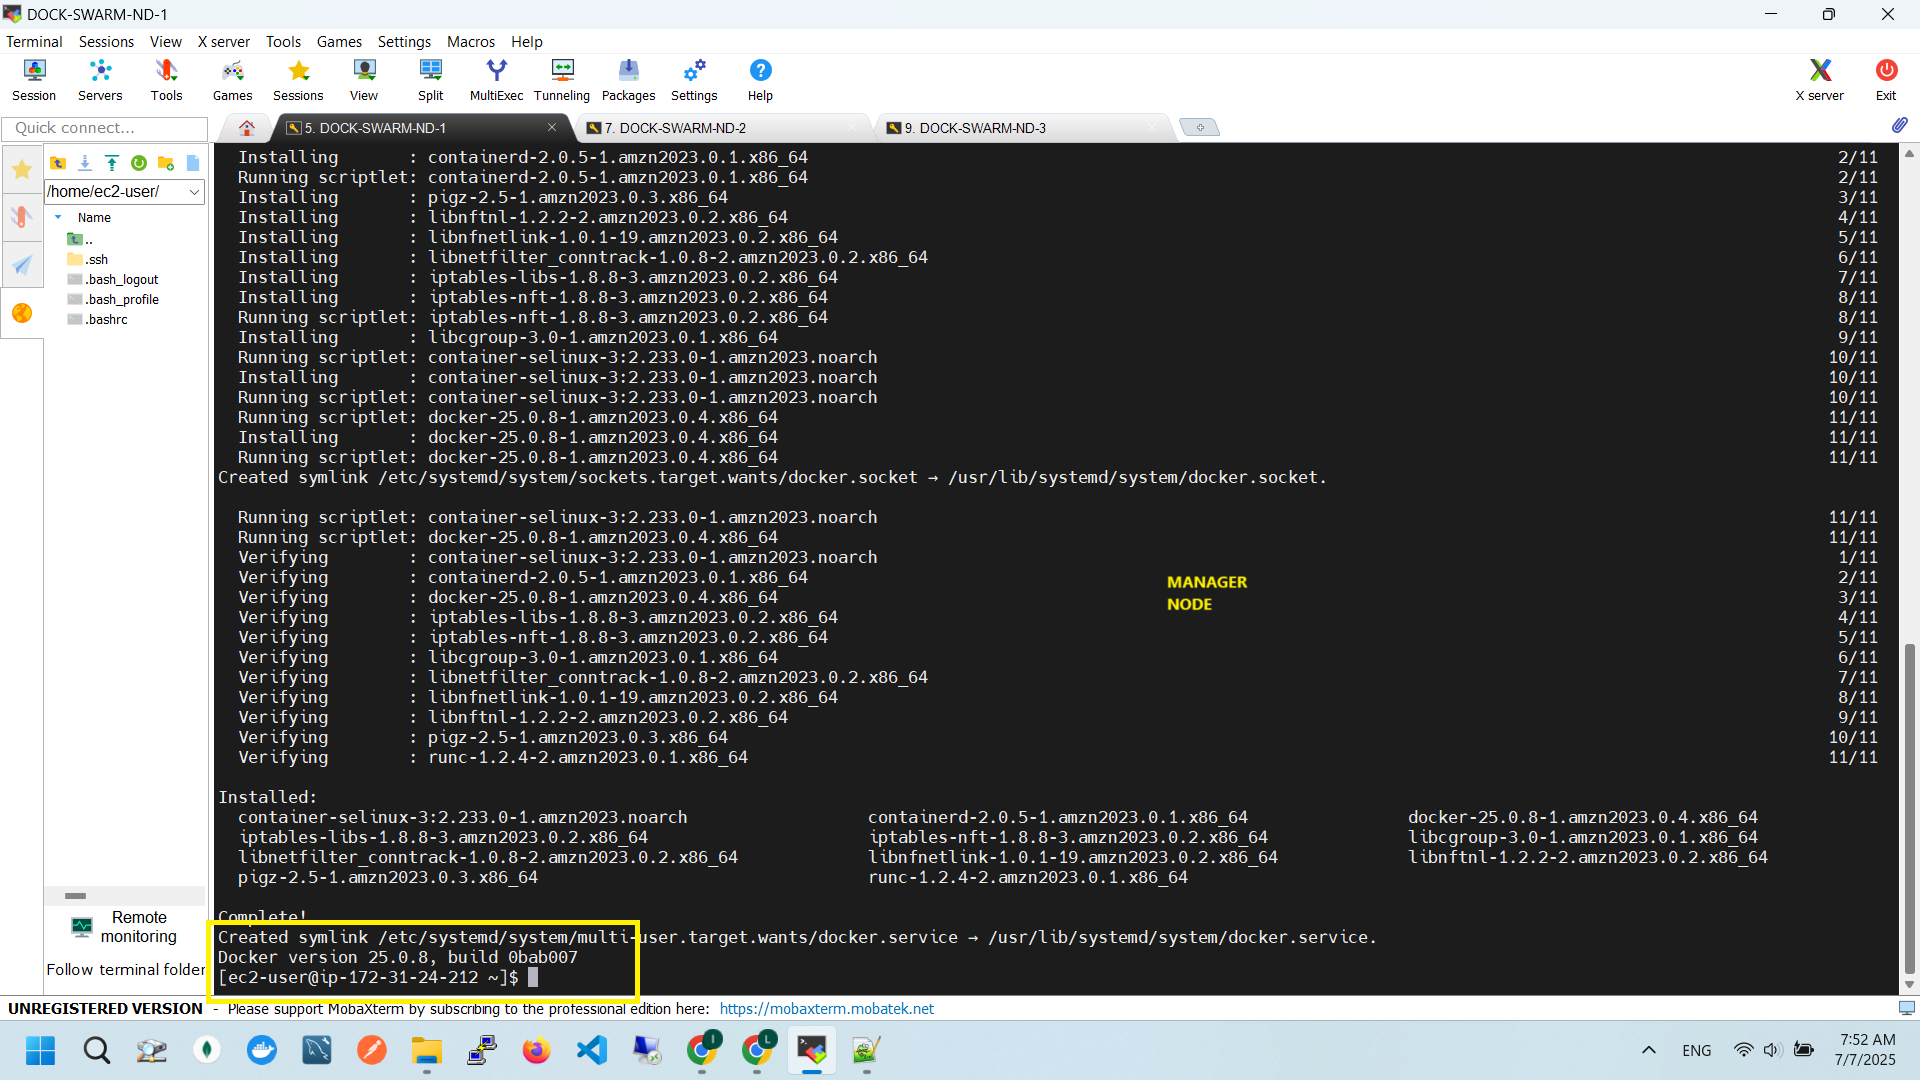 DOCK-SWARM-ND-1
Terminal Sessions View X server Tools Games Settings Macros Help
Session Servers Tools Games Sessions View Split MultiExec Tunneling Packages Settings Help X server Exit
Quick connect...
5. DOCK-SWARM-ND-1 7. DOCK-SWARM-ND-2 9. DOCK-SWARM-ND-3
/home/ec2-user/
Name
..
.ssh
.bash_logout
.bash_profile
.bashrc
Remote
monitoring
Follow terminal folder
Installing : containerd-2.0.5-1.amzn2023.0.1.x86_64 2/11
Running scriptlet: containerd-2.0.5-1.amzn2023.0.1.x86_64 2/11
Installing : pigz-2.5-1.amzn2023.0.3.x86_64 3/11
Installing : libnftnl-1.2.2-2.amzn2023.0.2.x86_64 4/11
Installing : libnfnetlink-1.0.1-19.amzn2023.0.2.x86_64 5/11
Installing : libnetfilter_conntrack-1.0.8-2.amzn2023.0.2.x86_64 6/11
Installing : iptables-libs-1.8.8-3.amzn2023.0.2.x86_64 7/11
Installing : iptables-nft-1.8.8-3.amzn2023.0.2.x86_64 8/11
Running scriptlet: iptables-nft-1.8.8-3.amzn2023.0.2.x86_64 8/11
Installing : libcgroup-3.0-1.amzn2023.0.1.x86_64 9/11
Running scriptlet: container-selinux-3:2.233.0-1.amzn2023.noarch 10/11
Installing : container-selinux-3:2.233.0-1.amzn2023.noarch 10/11
Running scriptlet: container-selinux-3:2.233.0-1.amzn2023.noarch 10/11
Running scriptlet: docker-25.0.8-1.amzn2023.0.4.x86_64 11/11
Installing : docker-25.0.8-1.amzn2023.0.4.x86_64 11/11
Running scriptlet: docker-25.0.8-1.amzn2023.0.4.x86_64 11/11
Created symlink /etc/systemd/system/sockets.target.wants/docker.socket → /usr/lib/systemd/system/docker.socket.
Running scriptlet: container-selinux-3:2.233.0-1.amzn2023.noarch 11/11
Running scriptlet: docker-25.0.8-1.amzn2023.0.4.x86_64 11/11
Verifying : container-selinux-3:2.233.0-1.amzn2023.noarch 1/11
Verifying : containerd-2.0.5-1.amzn2023.0.1.x86_64 2/11
Verifying : docker-25.0.8-1.amzn2023.0.4.x86_64 3/11
Verifying : iptables-libs-1.8.8-3.amzn2023.0.2.x86_64 4/11
Verifying : iptables-nft-1.8.8-3.amzn2023.0.2.x86_64 5/11
Verifying : libcgroup-3.0-1.amzn2023.0.1.x86_64 6/11
Verifying : libnetfilter_conntrack-1.0.8-2.amzn2023.0.2.x86_64 7/11
Verifying : libnfnetlink-1.0.1-19.amzn2023.0.2.x86_64 8/11
Verifying : libnftnl-1.2.2-2.amzn2023.0.2.x86_64 9/11
Verifying : pigz-2.5-1.amzn2023.0.3.x86_64 10/11
Verifying : runc-1.2.4-2.amzn2023.0.1.x86_64 11/11
MANAGER
NODE
Installed:
container-selinux-3:2.233.0-1.amzn2023.noarch containerd-2.0.5-1.amzn2023.0.1.x86_64 docker-25.0.8-1.amzn2023.0.4.x86_64
iptables-libs-1.8.8-3.amzn2023.0.2.x86_64 iptables-nft-1.8.8-3.amzn2023.0.2.x86_64 libcgroup-3.0-1.amzn2023.0.1.x86_64
libnetfilter_conntrack-1.0.8-2.amzn2023.0.2.x86_64 libnfnetlink-1.0.1-19.amzn2023.0.2.x86_64 libnftnl-1.2.2-2.amzn2023.0.2.x86_64
pigz-2.5-1.amzn2023.0.3.x86_64 runc-1.2.4-2.amzn2023.0.1.x86_64
Complete!
Created symlink /etc/systemd/system/multi-user.target.wants/docker.service → /usr/lib/systemd/system/docker.service.
Docker version 25.0.8, build 0bab007
[ec2-user@ip-172-31-24-212 ~]$
UNREGISTERED VERSION - Please support MobaXterm by subscribing to the professional edition here: https://mobaxterm.mobatek.net
I L
ENG
7:52 AM
7/7/2025